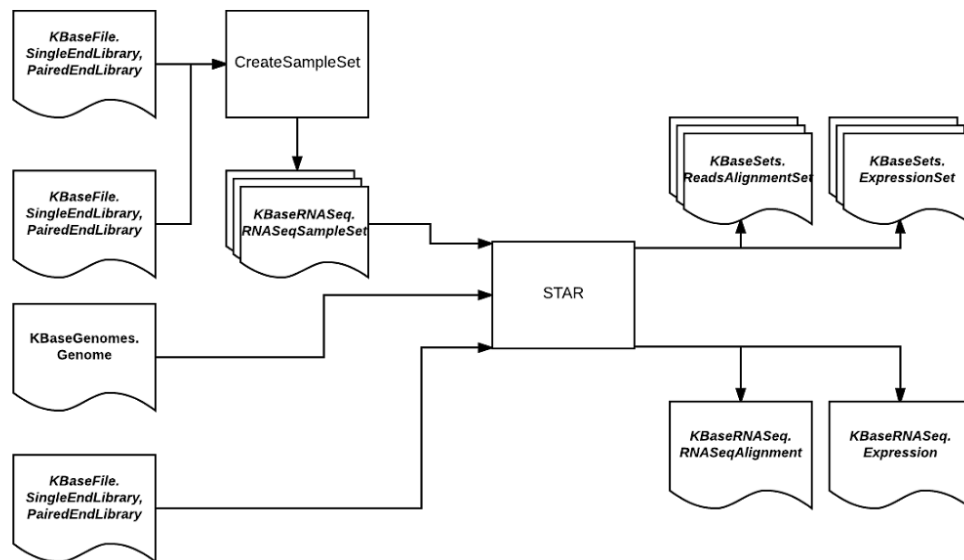 KBaseFile.
SingleEndLibrary,
PairedEndLibrary
CreateSampleSet
KBaseFile.
SingleEndLibrary,
PairedEndLibrary
KBaseRNASeq.
RNASeqSampleSet
KBaseSets.
ReadsAlignmentSet
KBaseSets.
ExpressionSet
STAR
KBaseGenomes.
Genome
KBaseRNASeq.
RNASeqAlignment
KBaseRNASeq.
Expression
KBaseFile.
SingleEndLibrary,
PairedEndLibrary